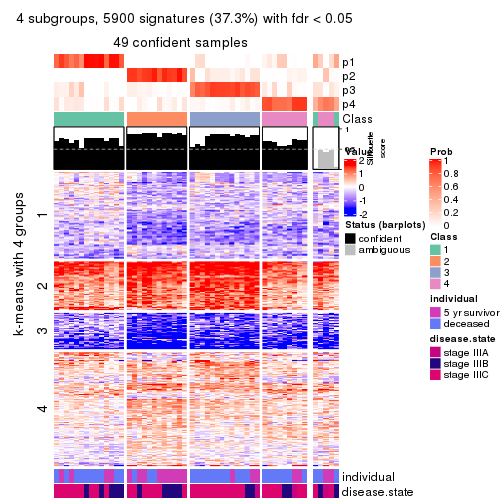 4 subgroups, 5900 signatures (37.3%) with fdr < 0.05
49 confident samples
p1
p2
p3
p4
Class
1
0.5
Silhouette
score
k-means with 4 groups
1
2
3
4
individual
disease.state
Value
2
1
0
-1
-2
Status (barplots)
confident
ambiguous
Prob
1
0.8
0.6
0.4
0.2
0
Class
1
2
3
4
individual
5 yr survivor
deceased
disease.state
stage IIIA
stage IIIB
stage IIIC